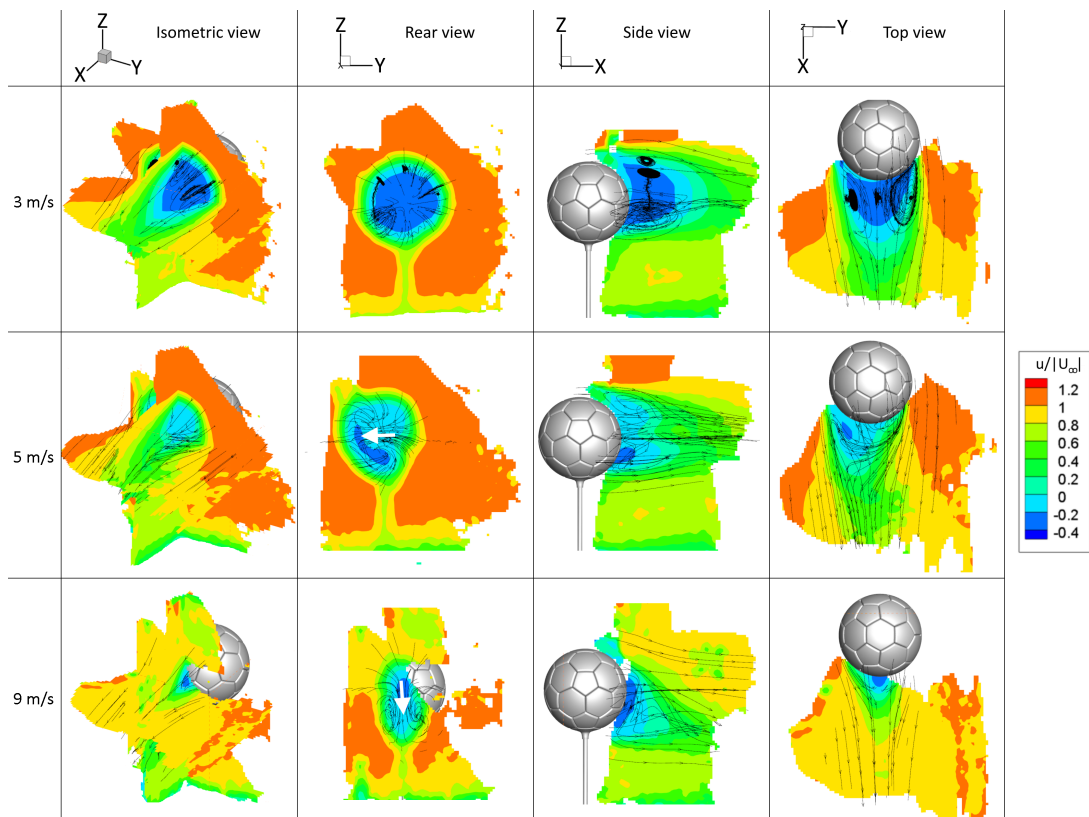 Isometric view
Rear view
Side view
Top view
Z
X
Y
Z
Y
Z
X
Y
X
3 m/s
5 m/s
9 m/s
u/|U∞|
1.2
1
0.8
0.6
0.4
0.2
0
-0.2
-0.4